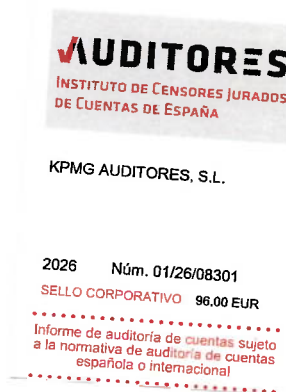 AUDITORES
INSTITUTO DE CENSORES JURADOS
DE CUENTAS DE ESPAÑA
KPMG AUDITORES, S.L.
2026 Núm. 01/26/08301
SELLO CORPORATIVO 96.00 EUR
Informe de auditoría de cuentas sujeto
a la normativa de auditoría de cuentas
española o internacional